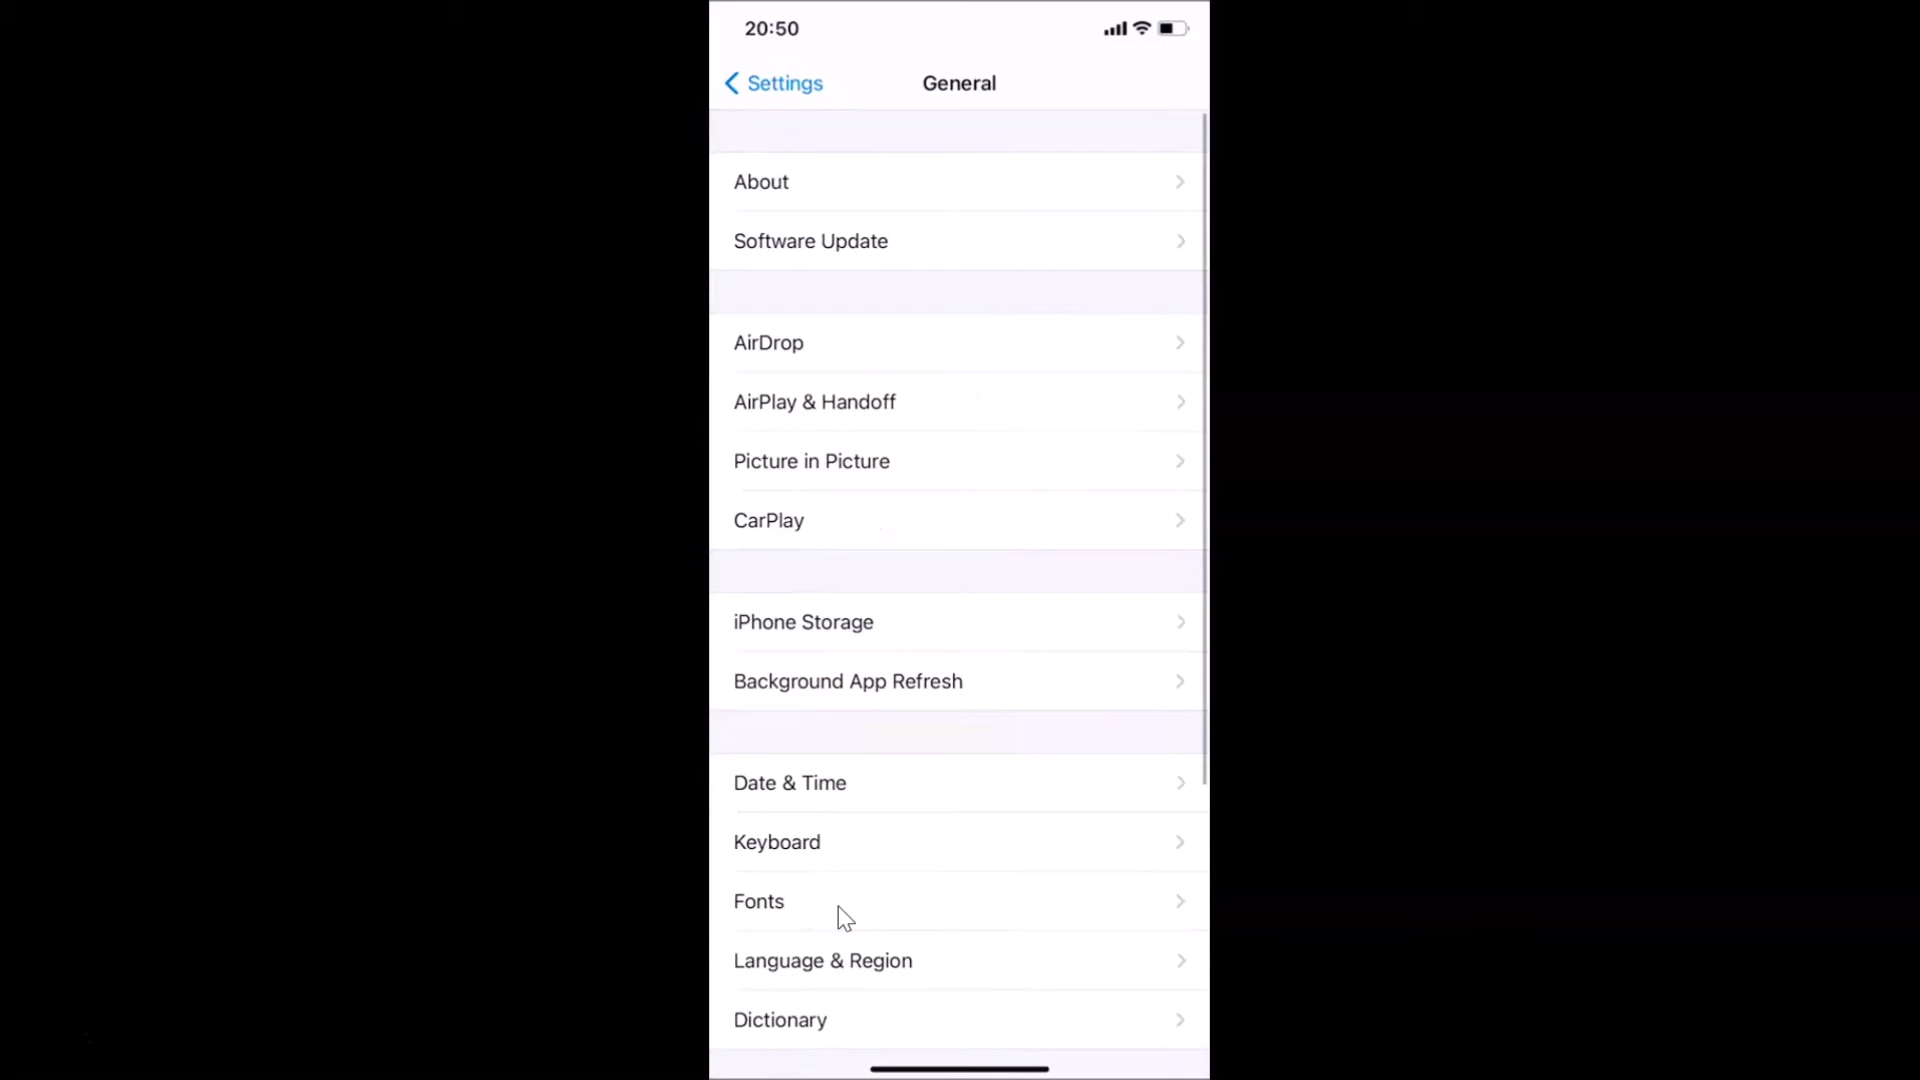 20:50
Settings
General
About
Software Update
AirDrop
AirPlay & Handoff
Picture in Picture
CarPlay
iPhone Storage
Background App Refresh
Date & Time
Keyboard
Fonts
Language & Region
Dictionary